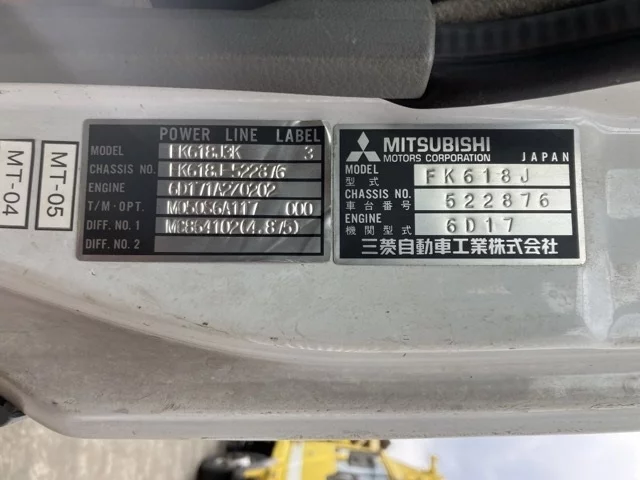 POWER LINE LABEL
MODEL FK618J3K 3
CHASSIS NO. FK618J-522876
ENGINE 6D171A270202
T/M·OPT. M050S6A117 000
DIFF. NO. 1 MC864102(4.875)
DIFF. NO. 2
MITSUBISHI
MOTORS CORPORATION JAPAN
MODEL
型式 FK618J
CHASSIS NO.
車台番号 522876
ENGINE
機関型式 6D17
三菱自動車工業株式会社
MT-04
MT-05